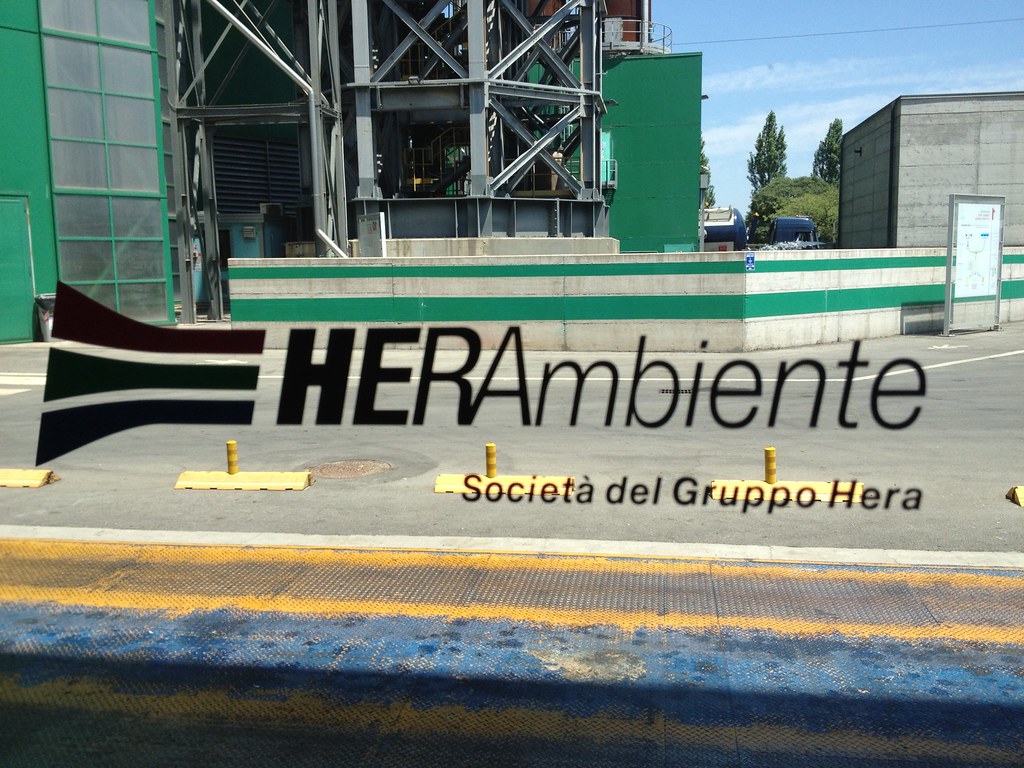 HERAmbiente
Società del Gruppo Hera